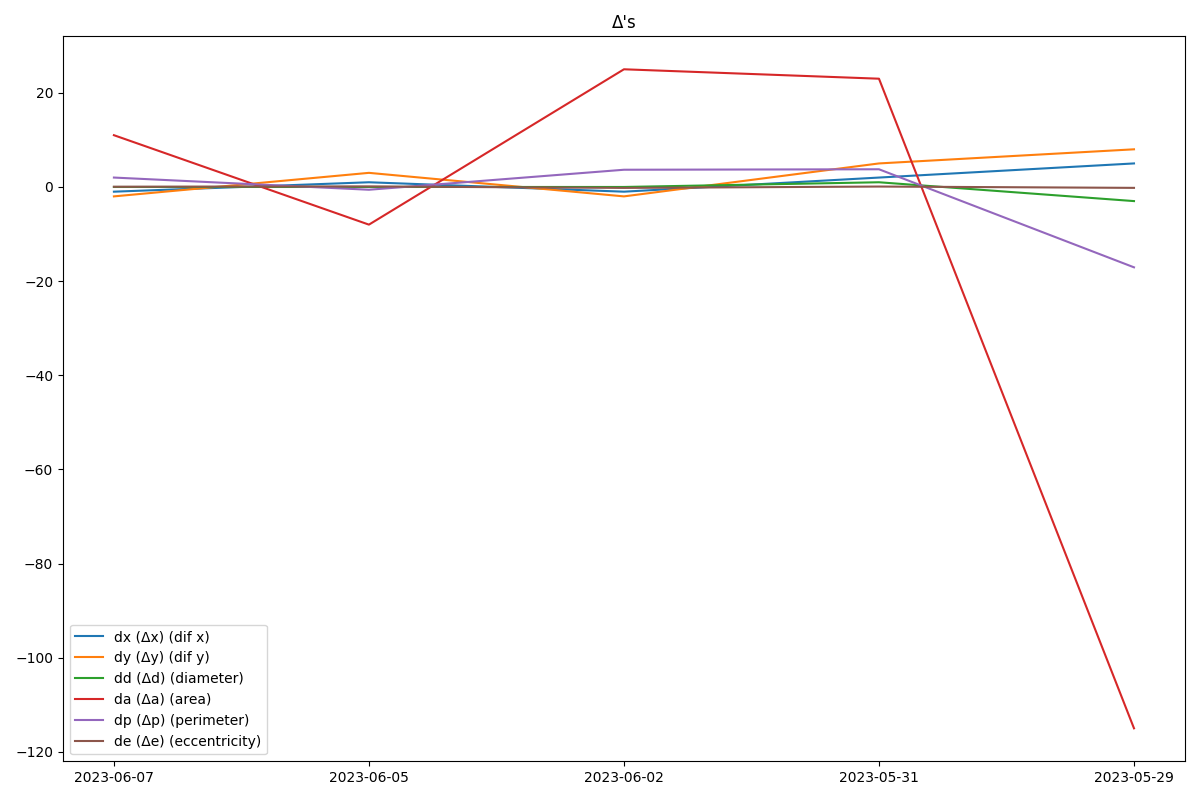 Δ's
20
0
−20
−40
−60
−80
−100
−120
dx (Δx) (dif x)
dy (Δy) (dif y)
dd (Δd) (diameter)
da (Δa) (area)
dp (Δp) (perimeter)
de (Δe) (eccentricity)
2023-06-07 2023-06-05 2023-06-02 2023-05-31 2023-05-29